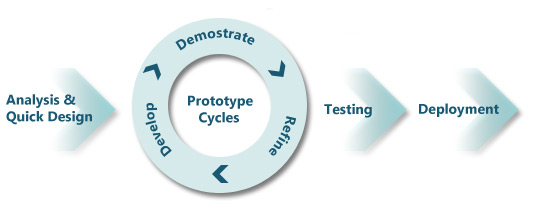 Analysis &
Quick Design
Demostrate
Refine
Develop
Prototype
Cycles
Testing
Deployment